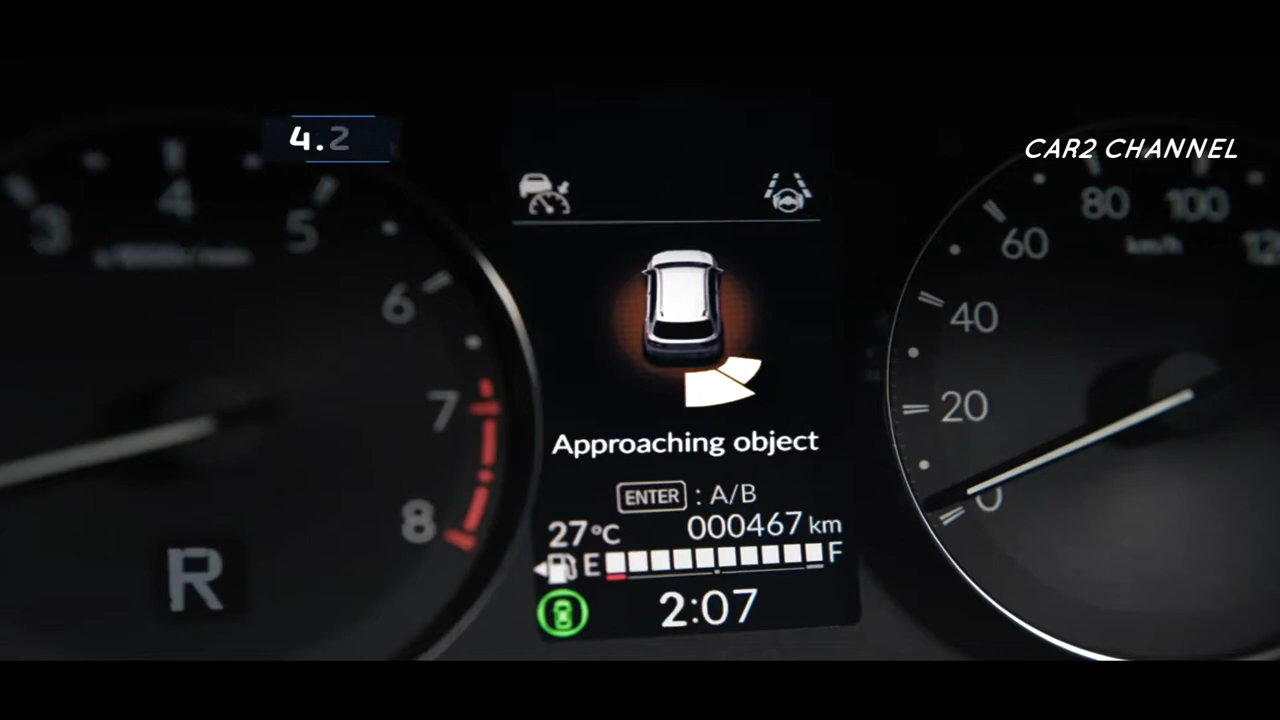 4.2
CAR2 CHANNEL
3 4 5 6 7 8
R
Approaching object
ENTER : A/B
27°C 000467 km
E F
2:07
0 20 40 60 80 100 120
km/h